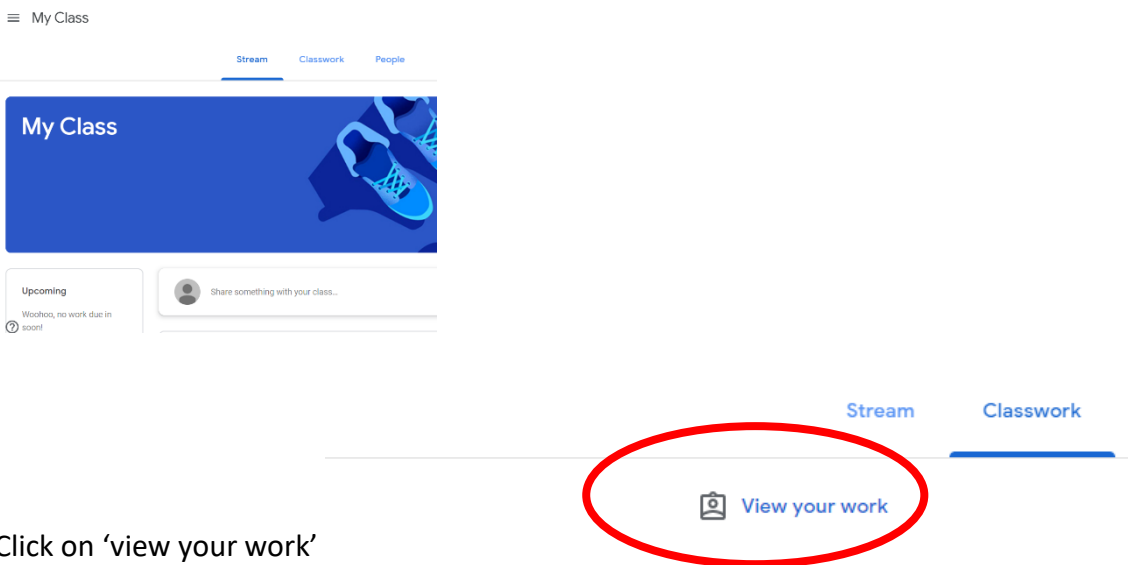 My Class
Stream Classwork People
My Class
Upcoming
Share something with your class...
Woohoo, no work due in
soon!
Stream Classwork
View your work
Click on ‘view your work’